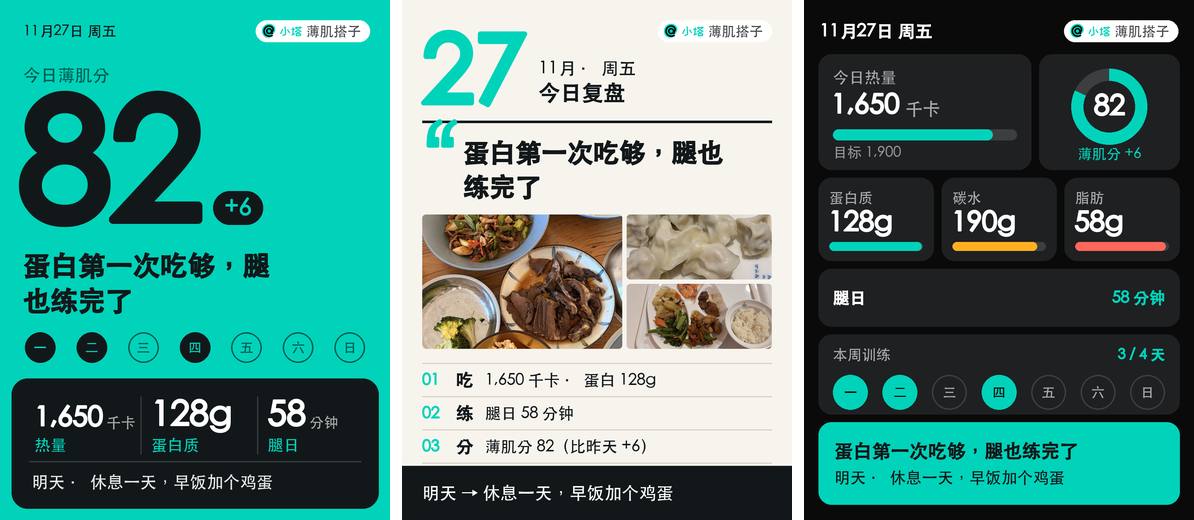 11月27日 周五
小塔 薄肌搭子
今日薄肌分
82
+6
蛋白第一次吃够，腿
也练完了
一 二 三 四 五 六 日
1,650 千卡 128g 58 分钟
热量 蛋白质 腿日
明天· 休息一天，早饭加个鸡蛋
小塔 薄肌搭子
27
11月· 周五
今日复盘
“
蛋白第一次吃够，腿也
练完了
01 吃 1,650 千卡· 蛋白 128g
02 练 腿日 58 分钟
03 分 薄肌分 82（比昨天 +6）
明天 → 休息一天，早饭加个鸡蛋
11月27日 周五
小塔 薄肌搭子
今日热量
1,650 千卡
目标 1,900
82
薄肌分 +6
蛋白质 碳水 脂肪
128g 190g 58g
腿日 58 分钟
本周训练 3 / 4 天
一 二 三 四 五 六 日
蛋白第一次吃够，腿也练完了
明天· 休息一天，早饭加个鸡蛋